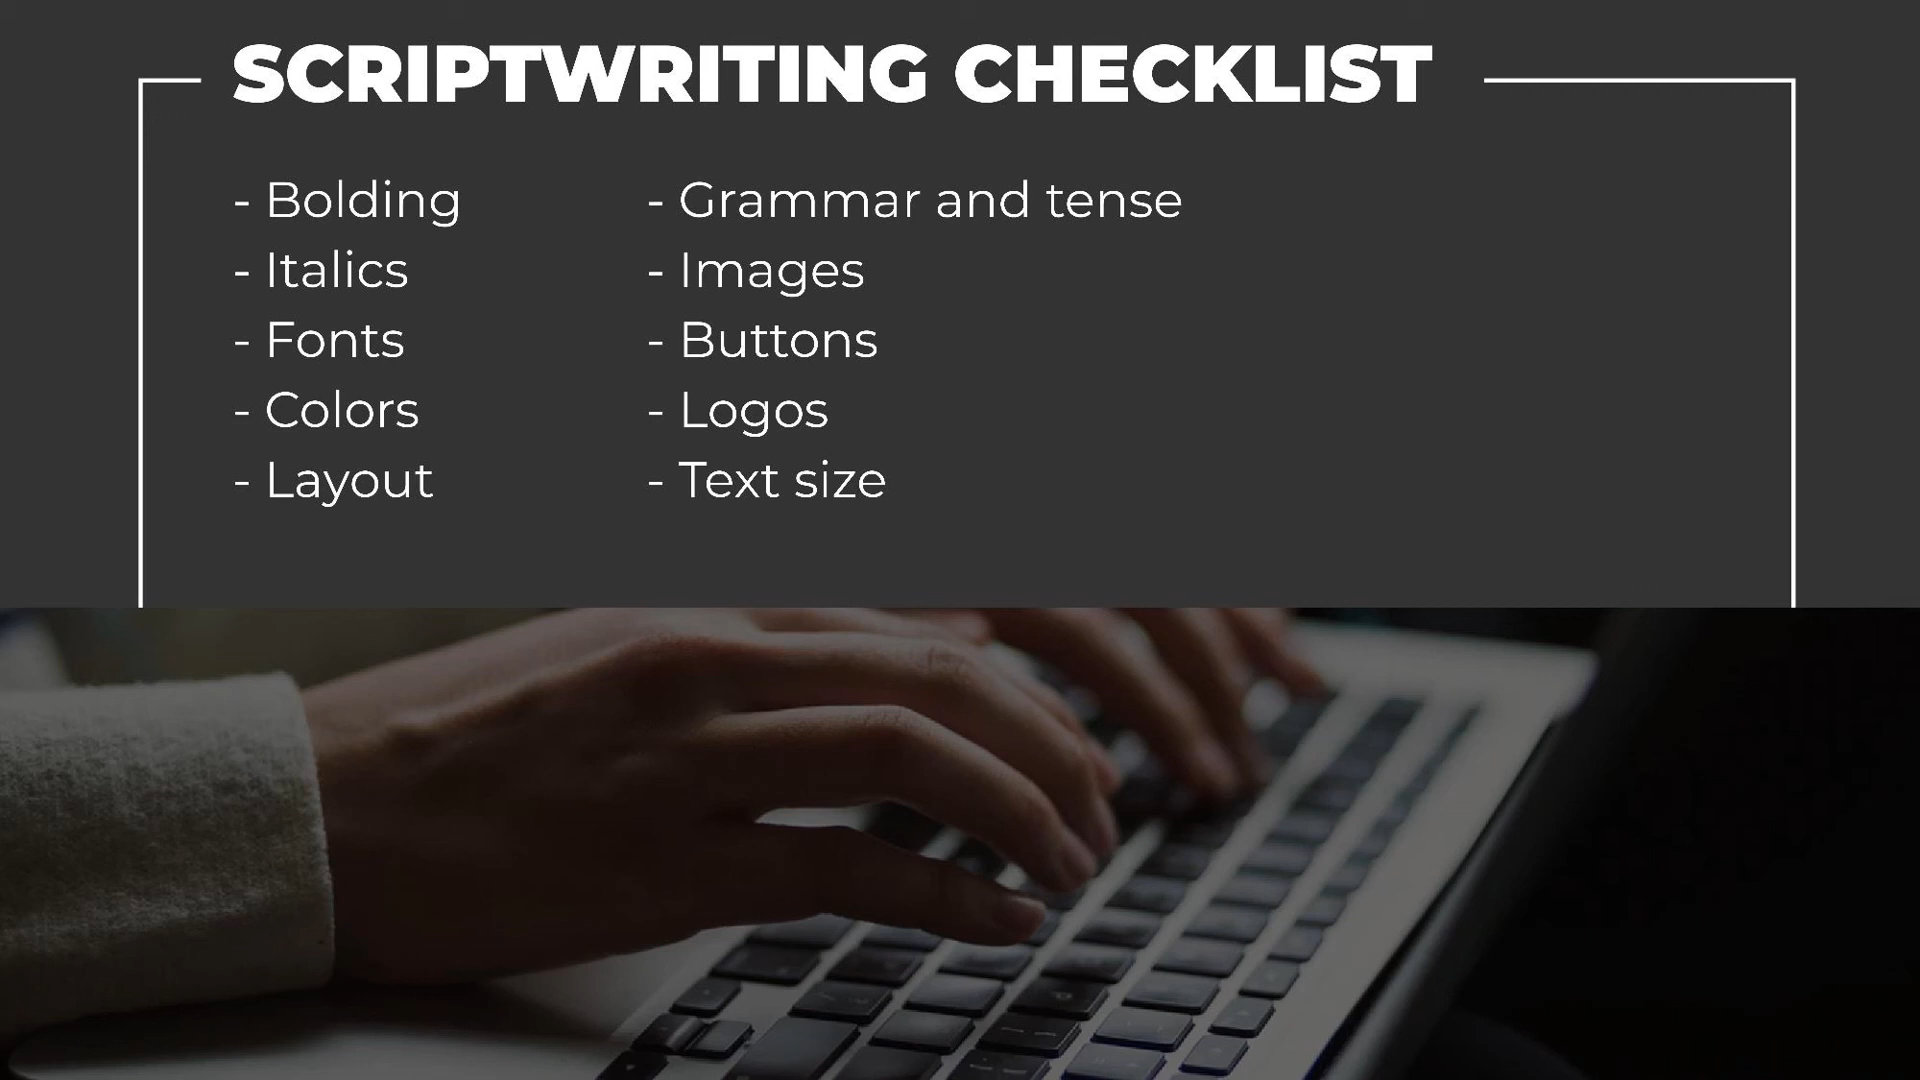 SCRIPTWRITING CHECKLIST
- Bolding
- Italics
- Fonts
- Colors
- Layout
- Grammar and tense
- Images
- Buttons
- Logos
- Text size